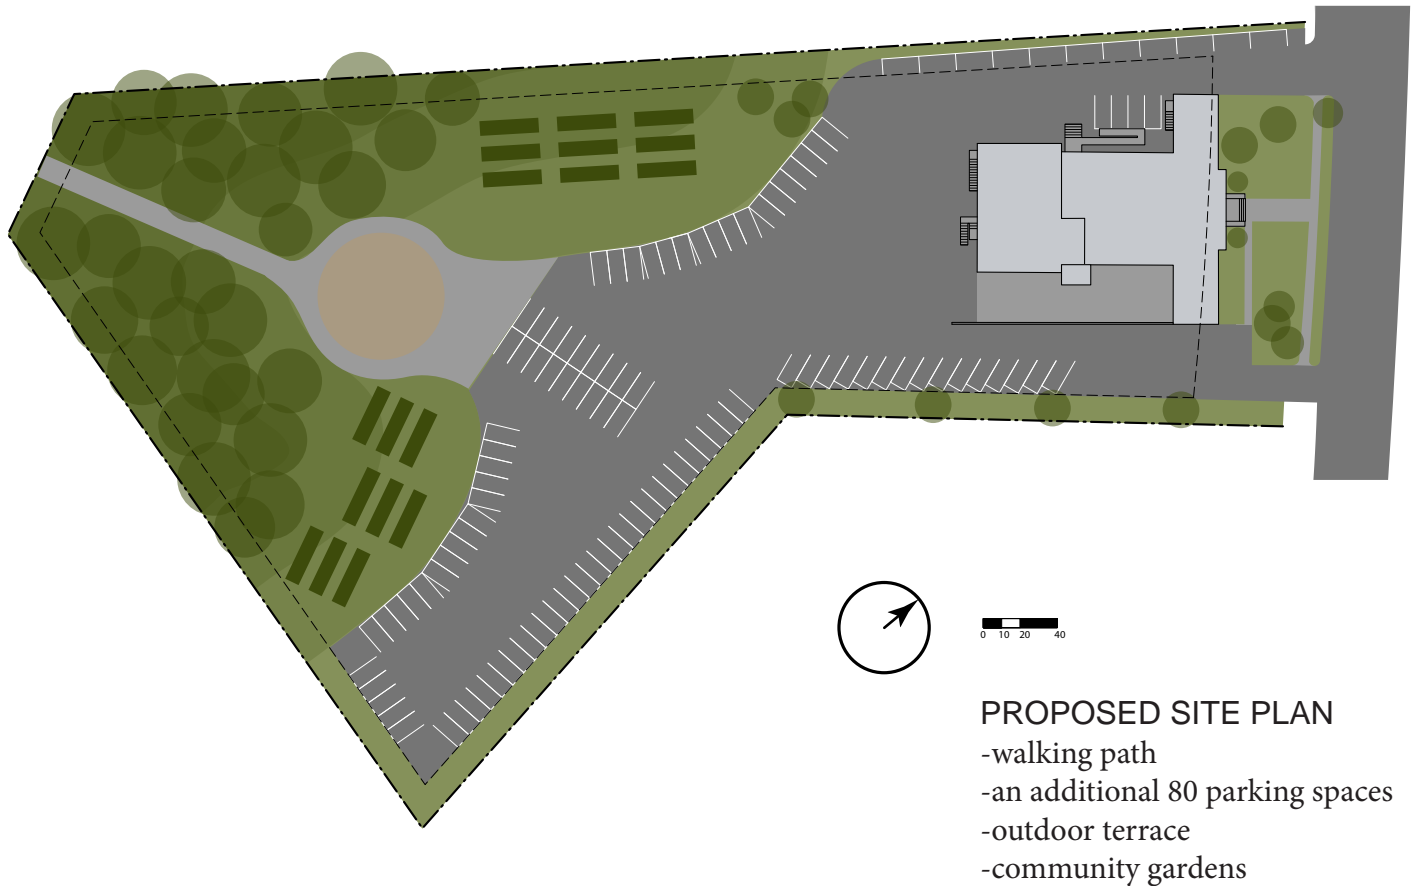 0 10 20 40
PROPOSED SITE PLAN
-walking path
-an additional 80 parking spaces
-outdoor terrace
-community gardens